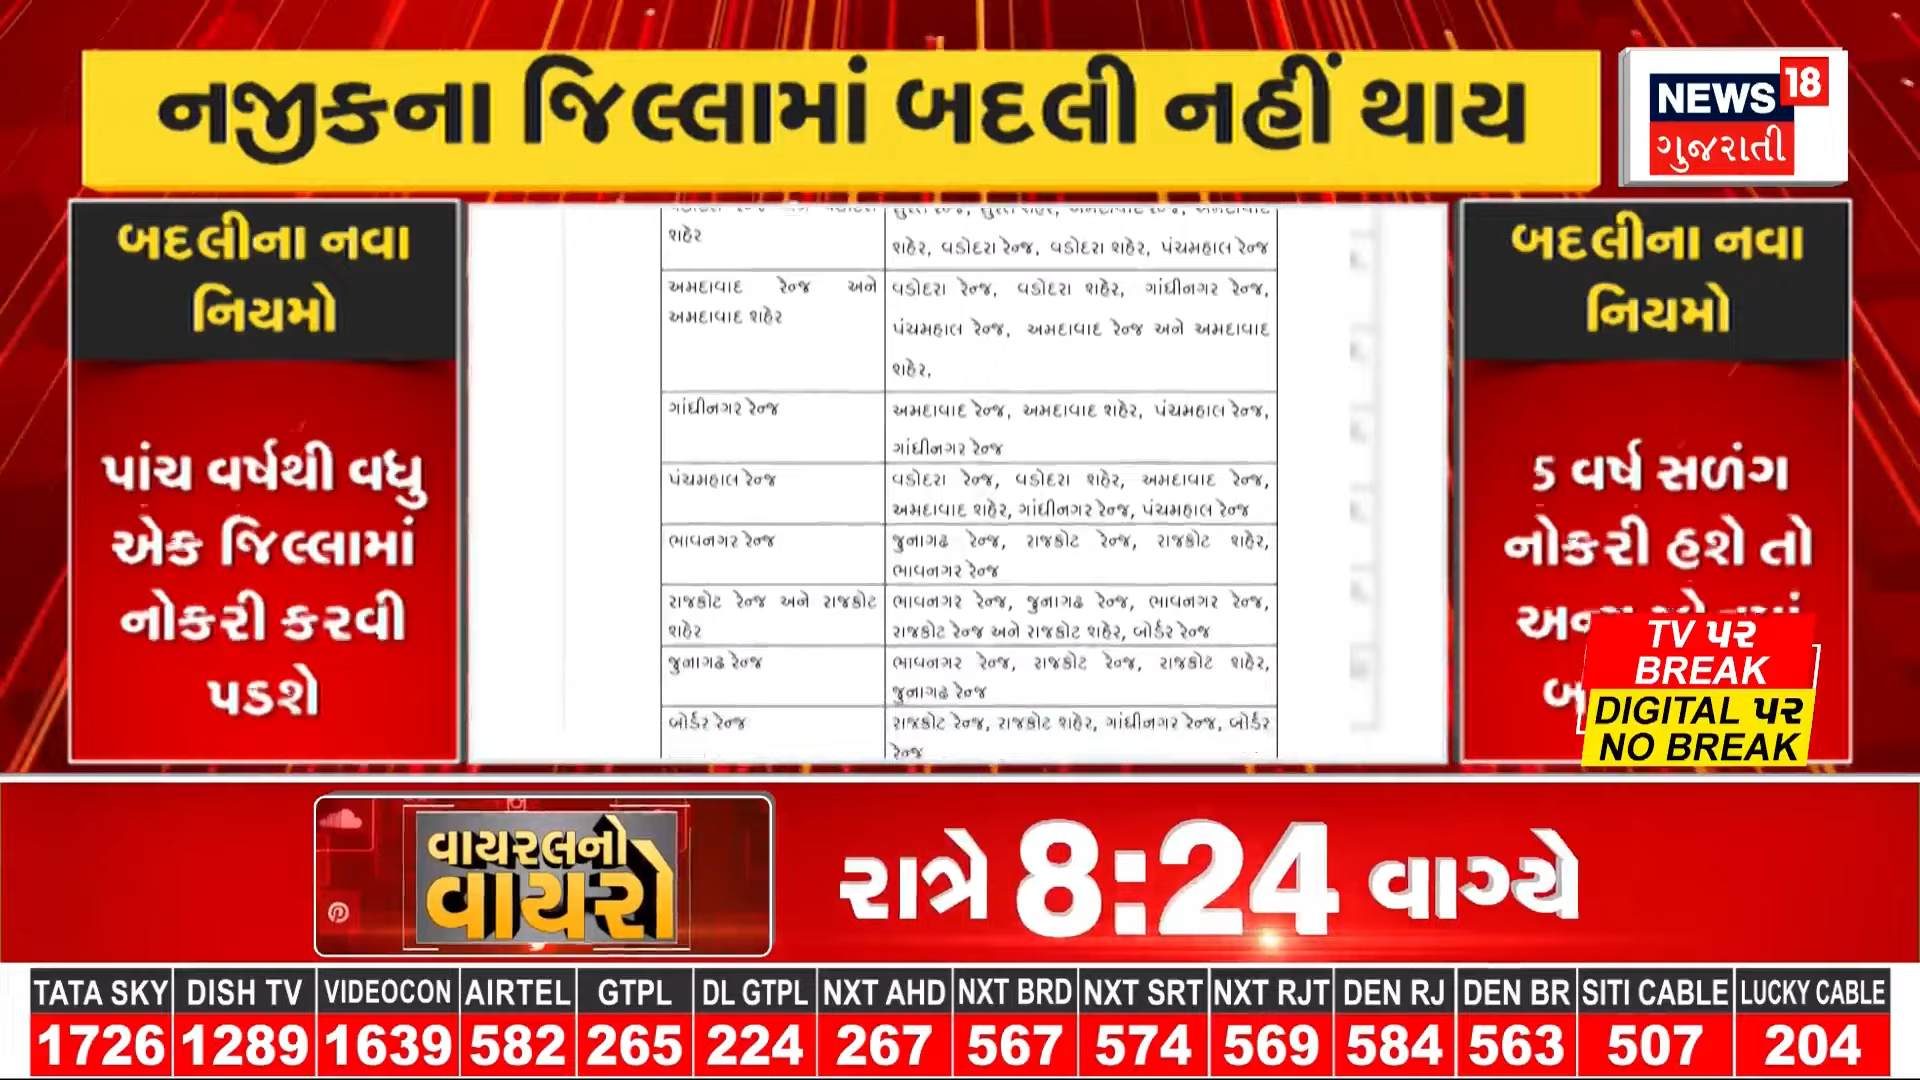 નજીકના જિલ્લામાં બદલી નહીં થાય
NEWS 18
ગુજરાતી
બદલીના નવા
નિયમો
પાંચ વર્ષથી વધુ
એક જિલ્લામાં
નોકરી કરવી
પડશે
શહેર
શહેર, વડોદરા રેન્જ, વડોદરા શહેર, પંચમહાલ રેન્જ
અમદાવાદ રેન્જ અને
અમદાવાદ શહેર
વડોદરા રેન્જ, વડોદરા શહેર, ગાંધીનગર રેન્જ,
પંચમહાલ રેન્જ, અમદાવાદ રેન્જ અને અમદાવાદ
શહેર,
ગાંધીનગર રેન્જ
અમદાવાદ રેન્જ, અમદાવાદ શહેર, પંચમહાલ રેન્જ,
ગાંધીનગર રેન્જ
પંચમહાલ રેન્જ
વડોદરા રેન્જ, વડોદરા શહેર, અમદાવાદ રેન્જ,
અમદાવાદ શહેર, ગાંધીનગર રેન્જ, પંચમહાલ રેન્જ
ભાવનગર રેન્જ
જુનાગઢ રેન્જ, રાજકોટ રેન્જ, રાજકોટ શહેર,
ભાવનગર રેન્જ
રાજકોટ રેન્જ અને રાજકોટ
શહેર
ભાવનગર રેન્જ, જુનાગઢ રેન્જ, ભાવનગર રેન્જ,
રાજકોટ રેન્જ અને રાજકોટ શહેર, બોર્ડર રેન્જ
જુનાગઢ રેન્જ
ભાવનગર રેન્જ, રાજકોટ રેન્જ, રાજકોટ શહેર,
જુનાગઢ રેન્જ
બોર્ડર રેન્જ
રાજકોટ રેન્જ, રાજકોટ શહેર, ગાંધીનગર રેન્જ, બોર્ડર
રેન્જ
બદલીના નવા
નિયમો
5 વર્ષ સળંગ
નોકરી હશે તો
TV પર
BREAK
DIGITAL પર
NO BREAK
વાયરલનો
વાયરો
રાત્રે 8:24 વાગ્યે
TATA SKY DISH TV VIDEOCON AIRTEL GTPL DL GTPL NXT AHD NXT BRD NXT SRT NXT RJT DEN RJ DEN BR SITI CABLE LUCKY CABLE
1726 1289 1639 582 265 224 267 567 574 569 584 563 507 204